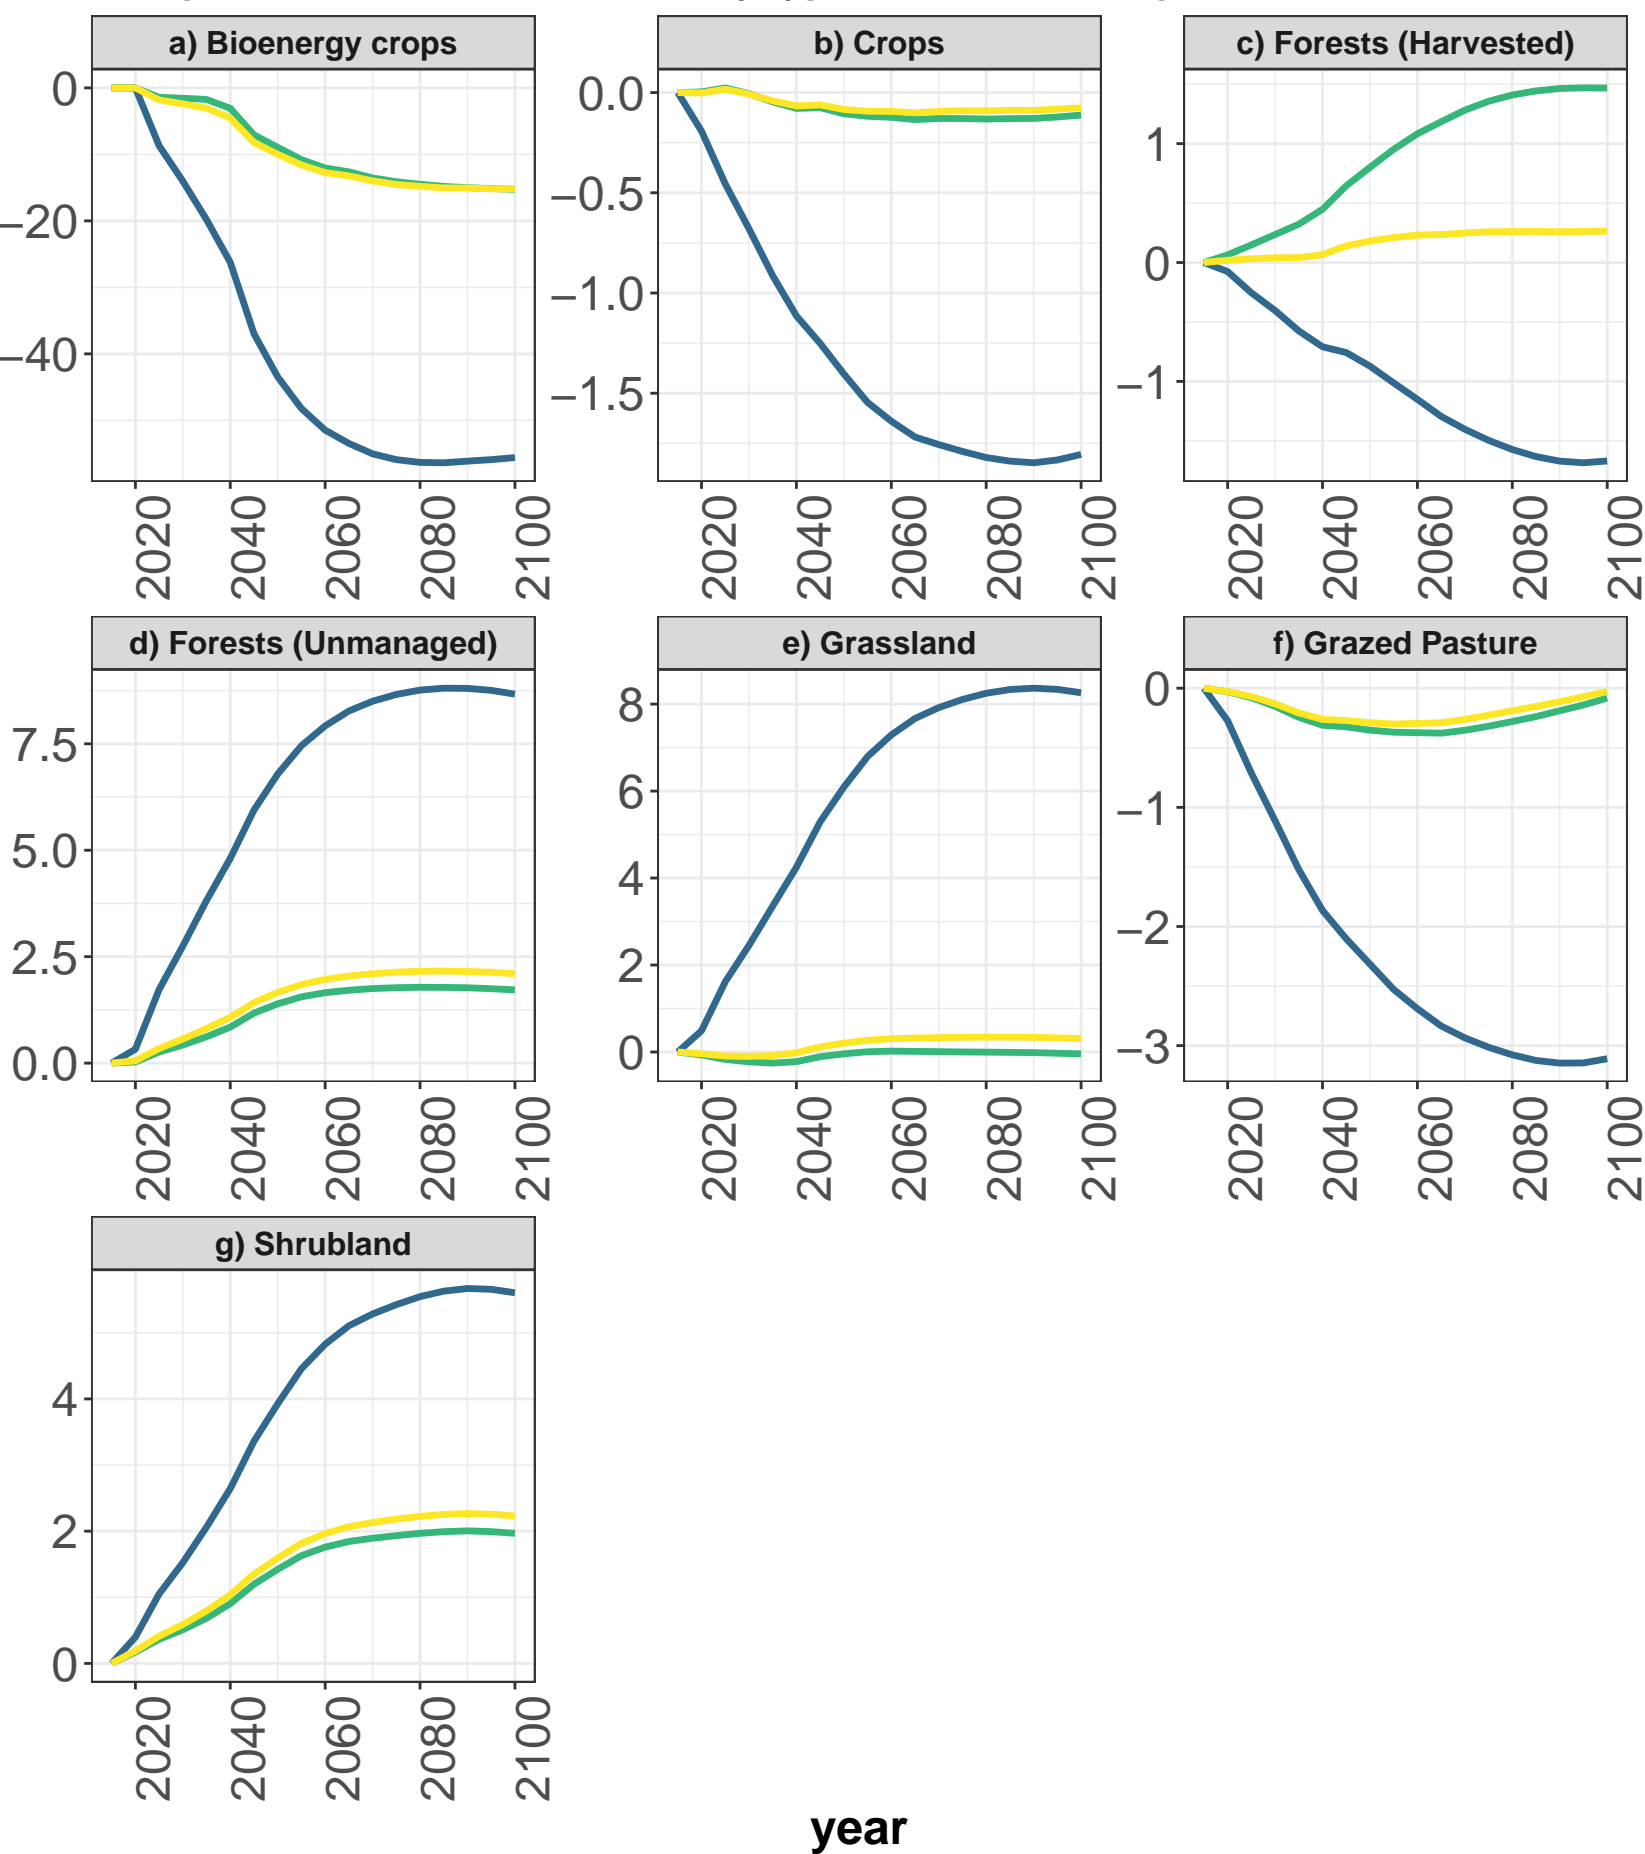 a) Bioenergy crops
0
−20
−40
2020 2040 2060 2080 2100
b) Crops
0.0
−0.5
−1.0
−1.5
2020 2040 2060 2080 2100
c) Forests (Harvested)
1
0
−1
2020 2040 2060 2080 2100
d) Forests (Unmanaged)
7.5
5.0
2.5
0.0
2020 2040 2060 2080 2100
e) Grassland
8
6
4
2
0
2020 2040 2060 2080 2100
f) Grazed Pasture
0
−1
−2
−3
2020 2040 2060 2080 2100
g) Shrubland
4
2
0
2020 2040 2060 2080 2100
year